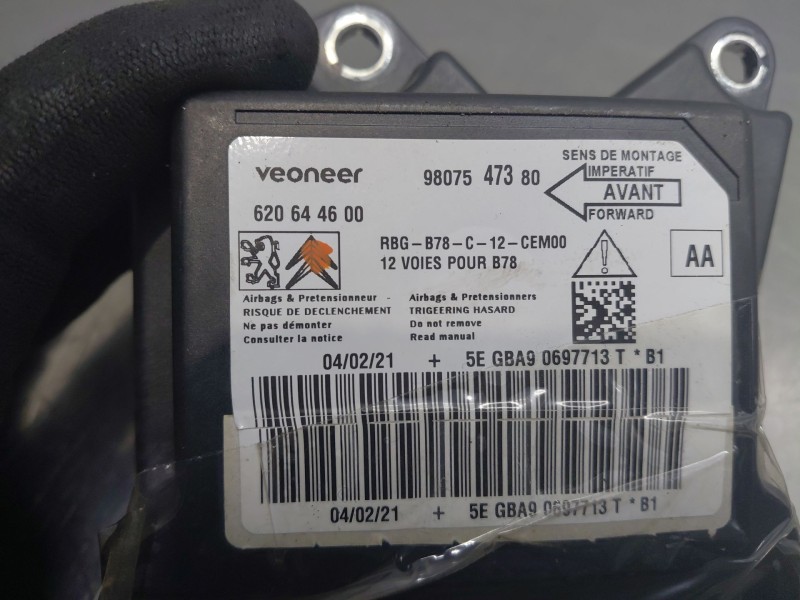 veoneer
98075 473 80
SENS DE MONTAGE
IMPERATIF
AVANT
FORWARD
620 64 46 00
RBG-B78-C-12-CEM00
12 VOIES POUR B78
AA
Airbags & Pretensionneur -
RISQUE DE DECLENCHEMENT
Ne pas démonter
Consulter la notice
Airbags & Pretensionners
TRIGEERING HASARD
Do not remove
Read manual
04/02/21 + 5E GBA9 0697713 T * B1
04/02/21 + 5E GBA9 0697713 T * B1